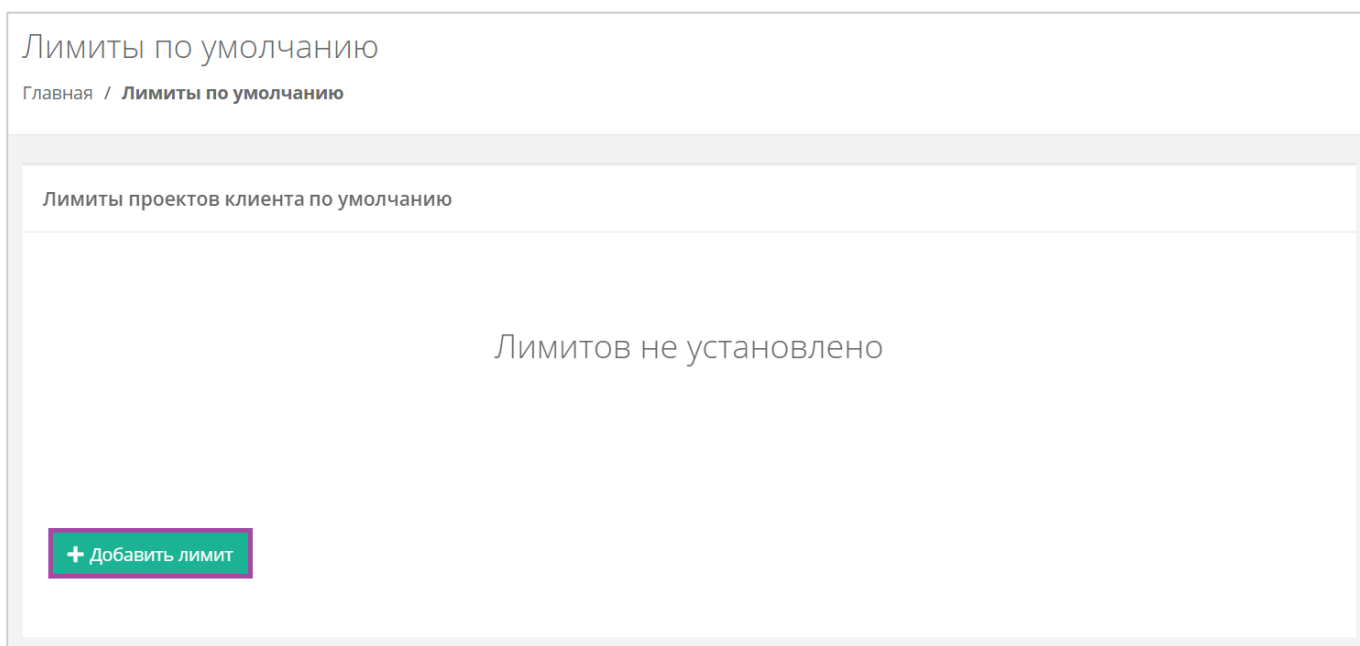 Лимиты по умолчанию
Главная / Лимиты по умолчанию
Лимиты проектов клиента по умолчанию
Лимитов не установлено
+ Добавить лимит